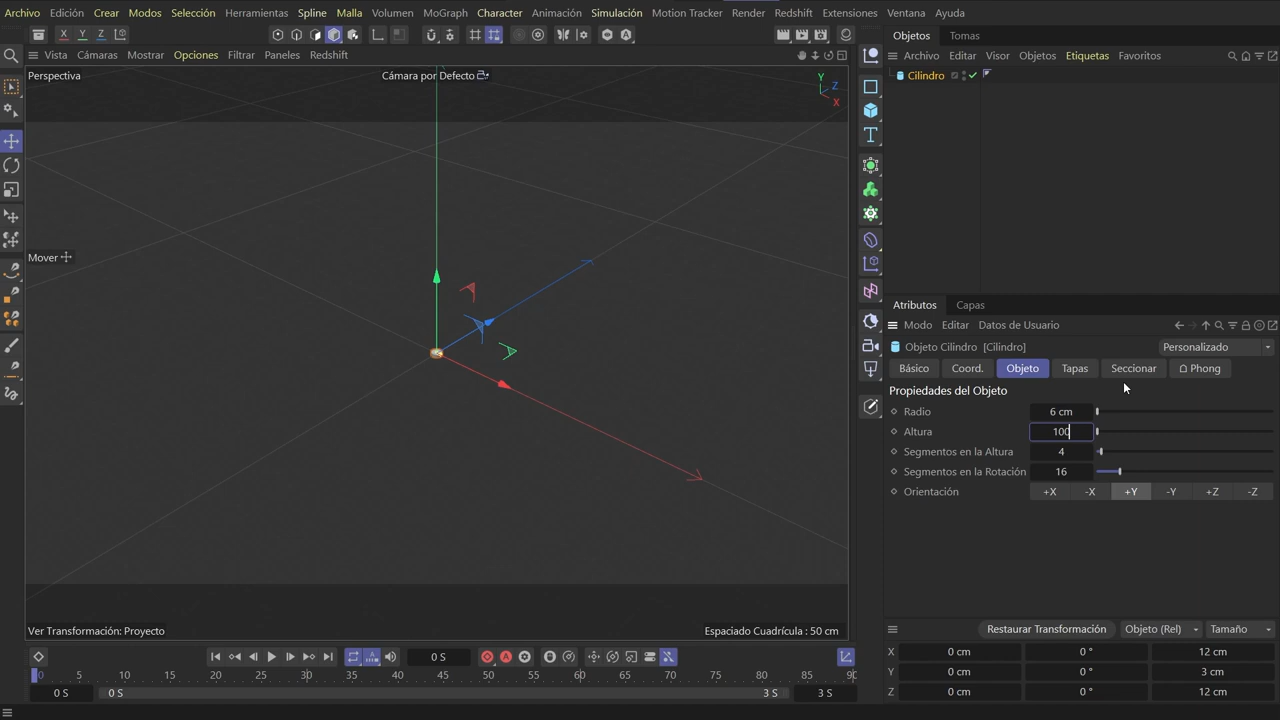 Archivo Edición Crear Modos Selección Herramientas Spline Malla Volumen MoGraph Character Animación Simulación Motion Tracker Render Redshift Extensiones Ventana Ayuda
X Y Z
Objetos Tomas
Vista Cámaras Mostrar Opciones Filtrar Paneles Redshift
Archivo Editar Visor Objetos Etiquetas Favoritos
Perspectiva
Cámara por Defecto
Y
Z
X
Cilindro
Mover
Atributos Capas
Modo Editar Datos de Usuario
Objeto Cilindro [Cilindro]
Personalizado
Básico Coord. Objeto Tapas Seccionar Phong
Propiedades del Objeto
Radio 6 cm
Altura 100
Segmentos en la Altura 4
Segmentos en la Rotación 16
Orientación +X -X +Y -Y +Z -Z
Ver Transformación: Proyecto
Espaciado Cuadrícula : 50 cm
Restaurar Transformación Objeto (Rel) Tamaño
0 S
X 0 cm 0 ° 12 cm
Y 0 cm 0 ° 3 cm
Z 0 cm 0 ° 12 cm
0 5 10 15 20 25 30 35 40 45 50 55 60 65 70 75 80 85 90
0 S 0 S 3 S 3 S